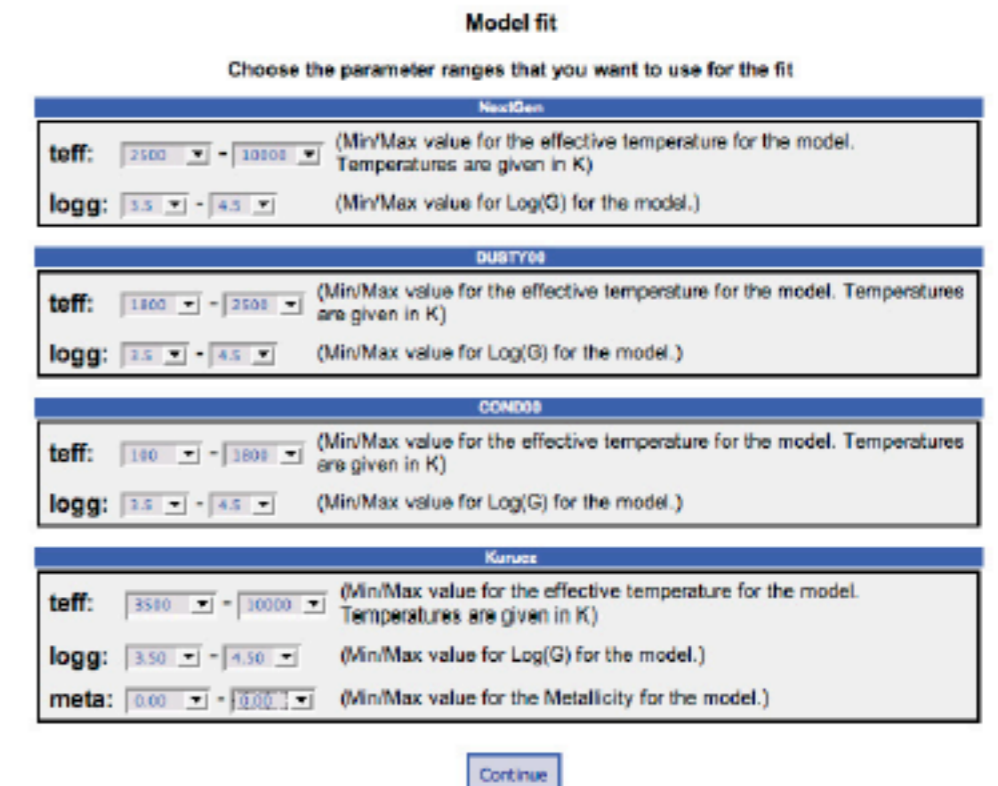 Model fit
Choose the parameter ranges that you want to use for the fit
NextGen
teff: 2500 - 10000 (Min/Max value for the effective temperature for the model.
Temperatures are given in K)
logg: 3.5 - 4.5 (Min/Max value for Log(G) for the model.)
DUSTY00
teff: 1800 - 2500 (Min/Max value for the effective temperature for the model. Temperatures
are given in K)
logg: 3.5 - 4.5 (Min/Max value for Log(G) for the model.)
COND00
teff: 100 - 1800 (Min/Max value for the effective temperature for the model. Temperatures
are given in K)
logg: 3.5 - 4.5 (Min/Max value for Log(G) for the model.)
Kurucz
teff: 3500 - 10000 (Min/Max value for the effective temperature for the model.
Temperatures are given in K)
logg: 3.50 - 4.50 (Min/Max value for Log(G) for the model.)
meta: 0.00 - 0.00 (Min/Max value for the Metallicity for the model.)
Continue